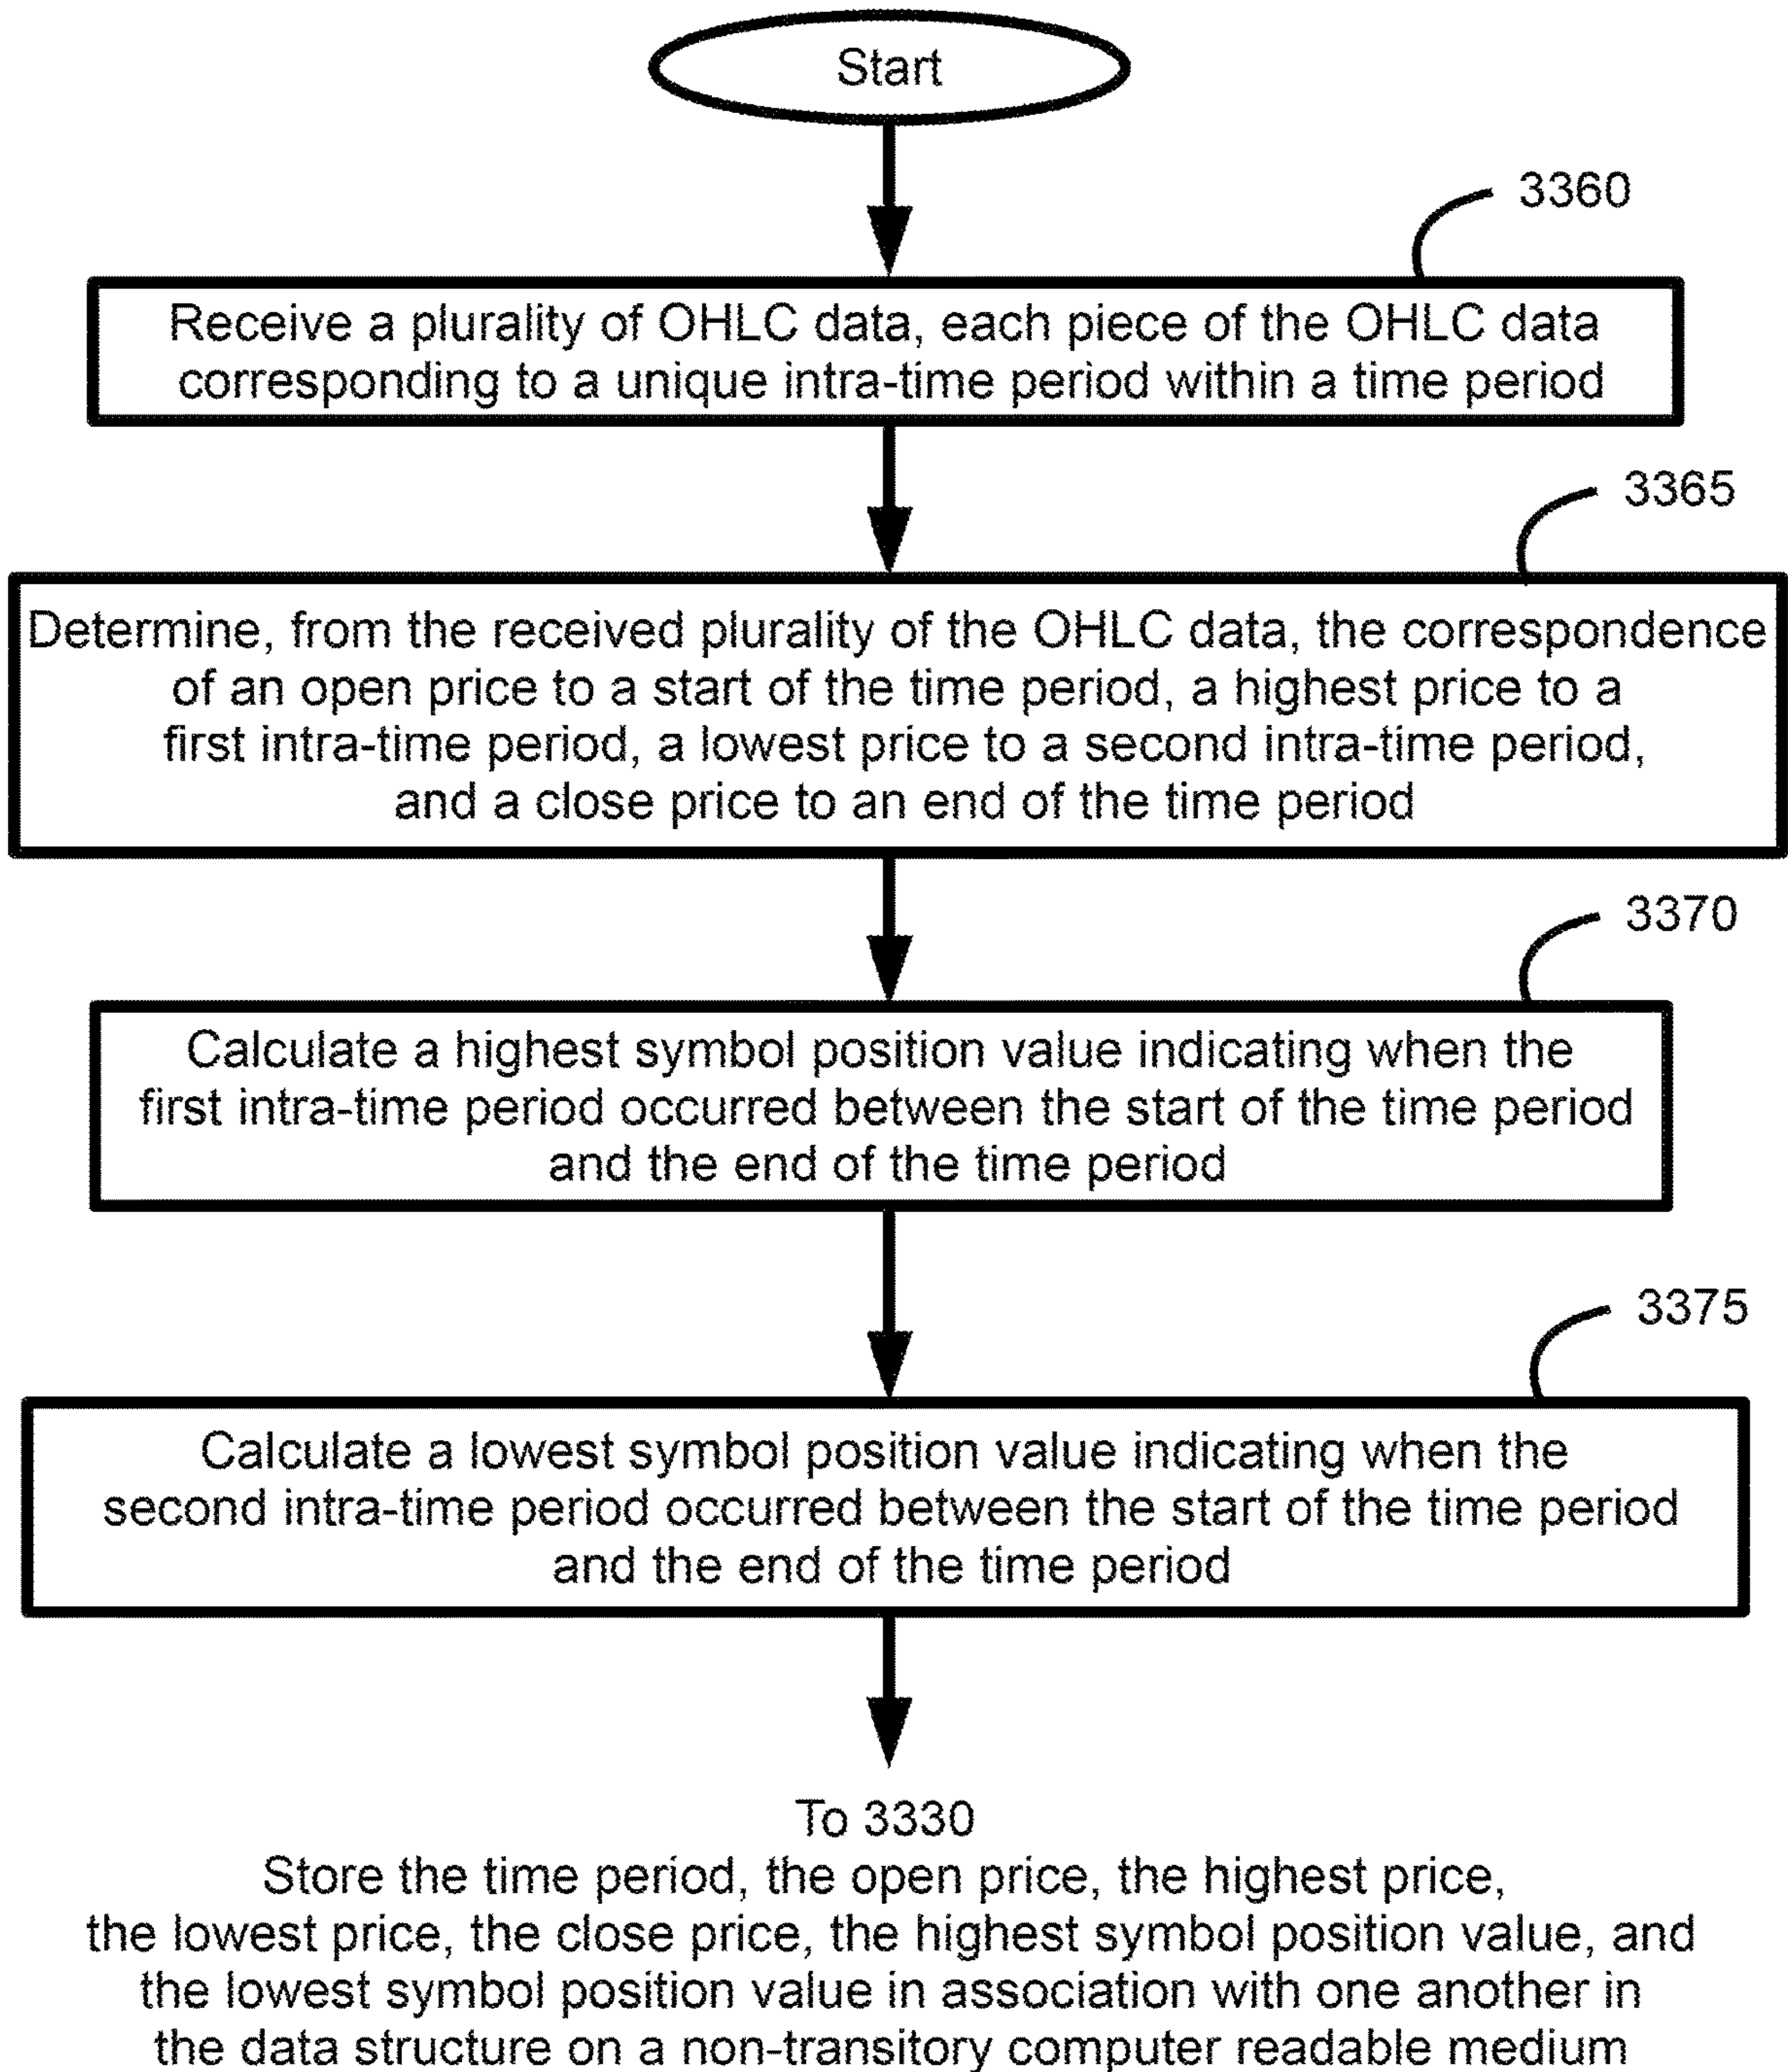 Start
3360
Receive a plurality of OHLC data, each piece of the OHLC data
corresponding to a unique intra-time period within a time period
3365
Determine, from the received plurality of the OHLC data, the correspondence
of an open price to a start of the time period, a highest price to a
first intra-time period, a lowest price to a second intra-time period,
and a close price to an end of the time period
3370
Calculate a highest symbol position value indicating when the
first intra-time period occurred between the start of the time period
and the end of the time period
3375
Calculate a lowest symbol position value indicating when the
second intra-time period occurred between the start of the time period
and the end of the time period
To 3330
Store the time period, the open price, the highest price,
the lowest price, the close price, the highest symbol position value, and
the lowest symbol position value in association with one another in
the data structure on a non-transitory computer readable medium